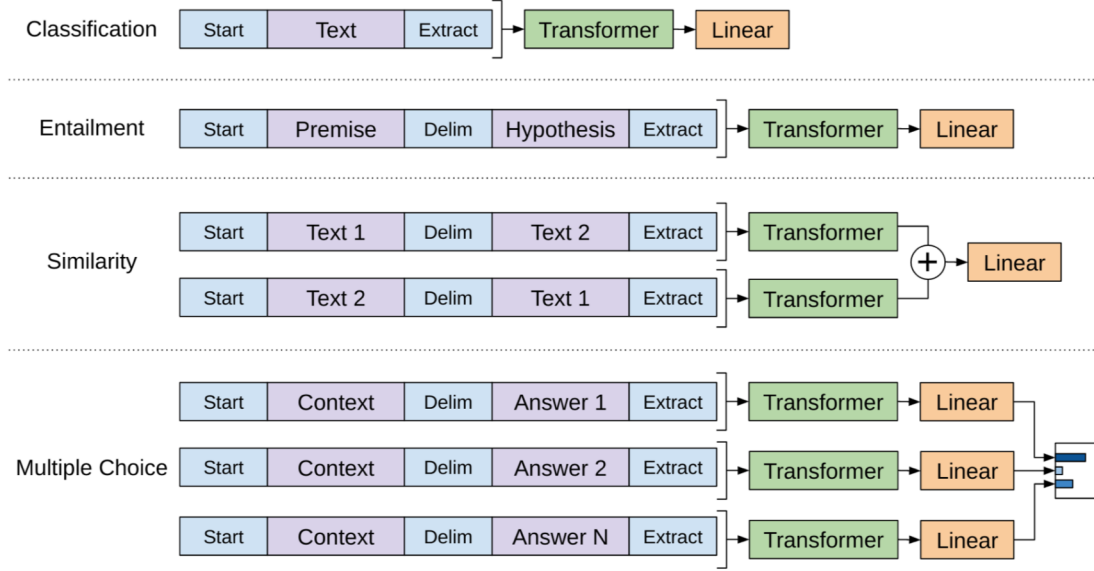 Classification Start Text Extract Transformer Linear
Entailment Start Premise Delim Hypothesis Extract Transformer Linear
Similarity
Start Text 1 Delim Text 2 Extract Transformer
+ Linear
Start Text 2 Delim Text 1 Extract Transformer
Multiple Choice
Start Context Delim Answer 1 Extract Transformer Linear
Start Context Delim Answer 2 Extract Transformer Linear
Start Context Delim Answer N Extract Transformer Linear